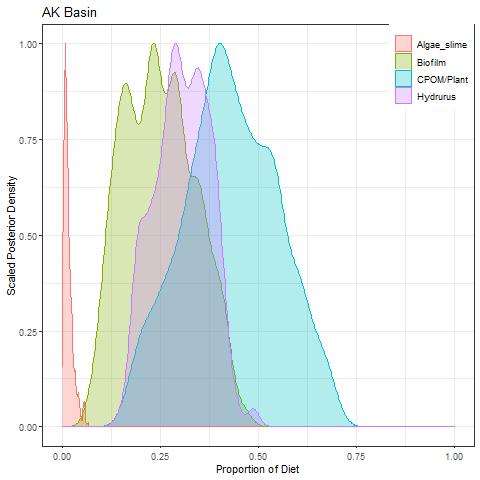 AK Basin
Algae_slime
Biofilm
CPOM/Plant
Hydrurus
Scaled Posterior Density
1.00
0.75
0.50
0.25
0.00
0.00 0.25 0.50 0.75 1.00
Proportion of Diet